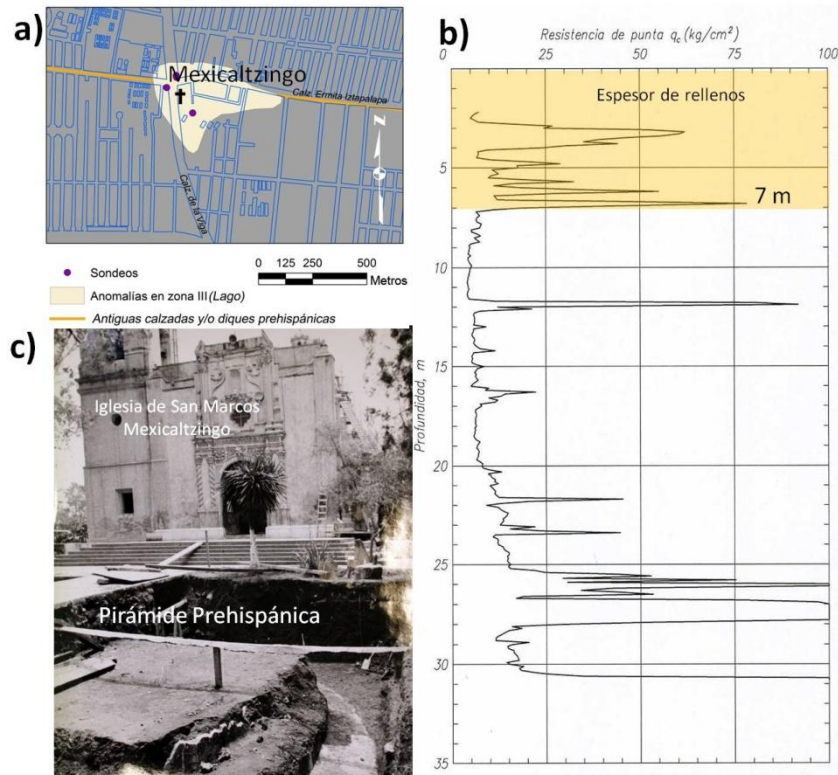 a)
Mexicaltzingo
Calz. Ermita-Iztapalapa
Calz. de la Viga
N
Sondeos
Anomalías en zona III(Lago)
Antiguas calzadas y/o diques prehispánicas
0 125 250 500
Metros
c)
Iglesia de San Marcos
Mexicaltzingo
Pirámide Prehispánica
b)
Resistencia de punta qc (kg/cm²)
0 25 50 75 100
Espesor de rellenos
7 m
Profundidad, m
5
10
15
20
25
30
35